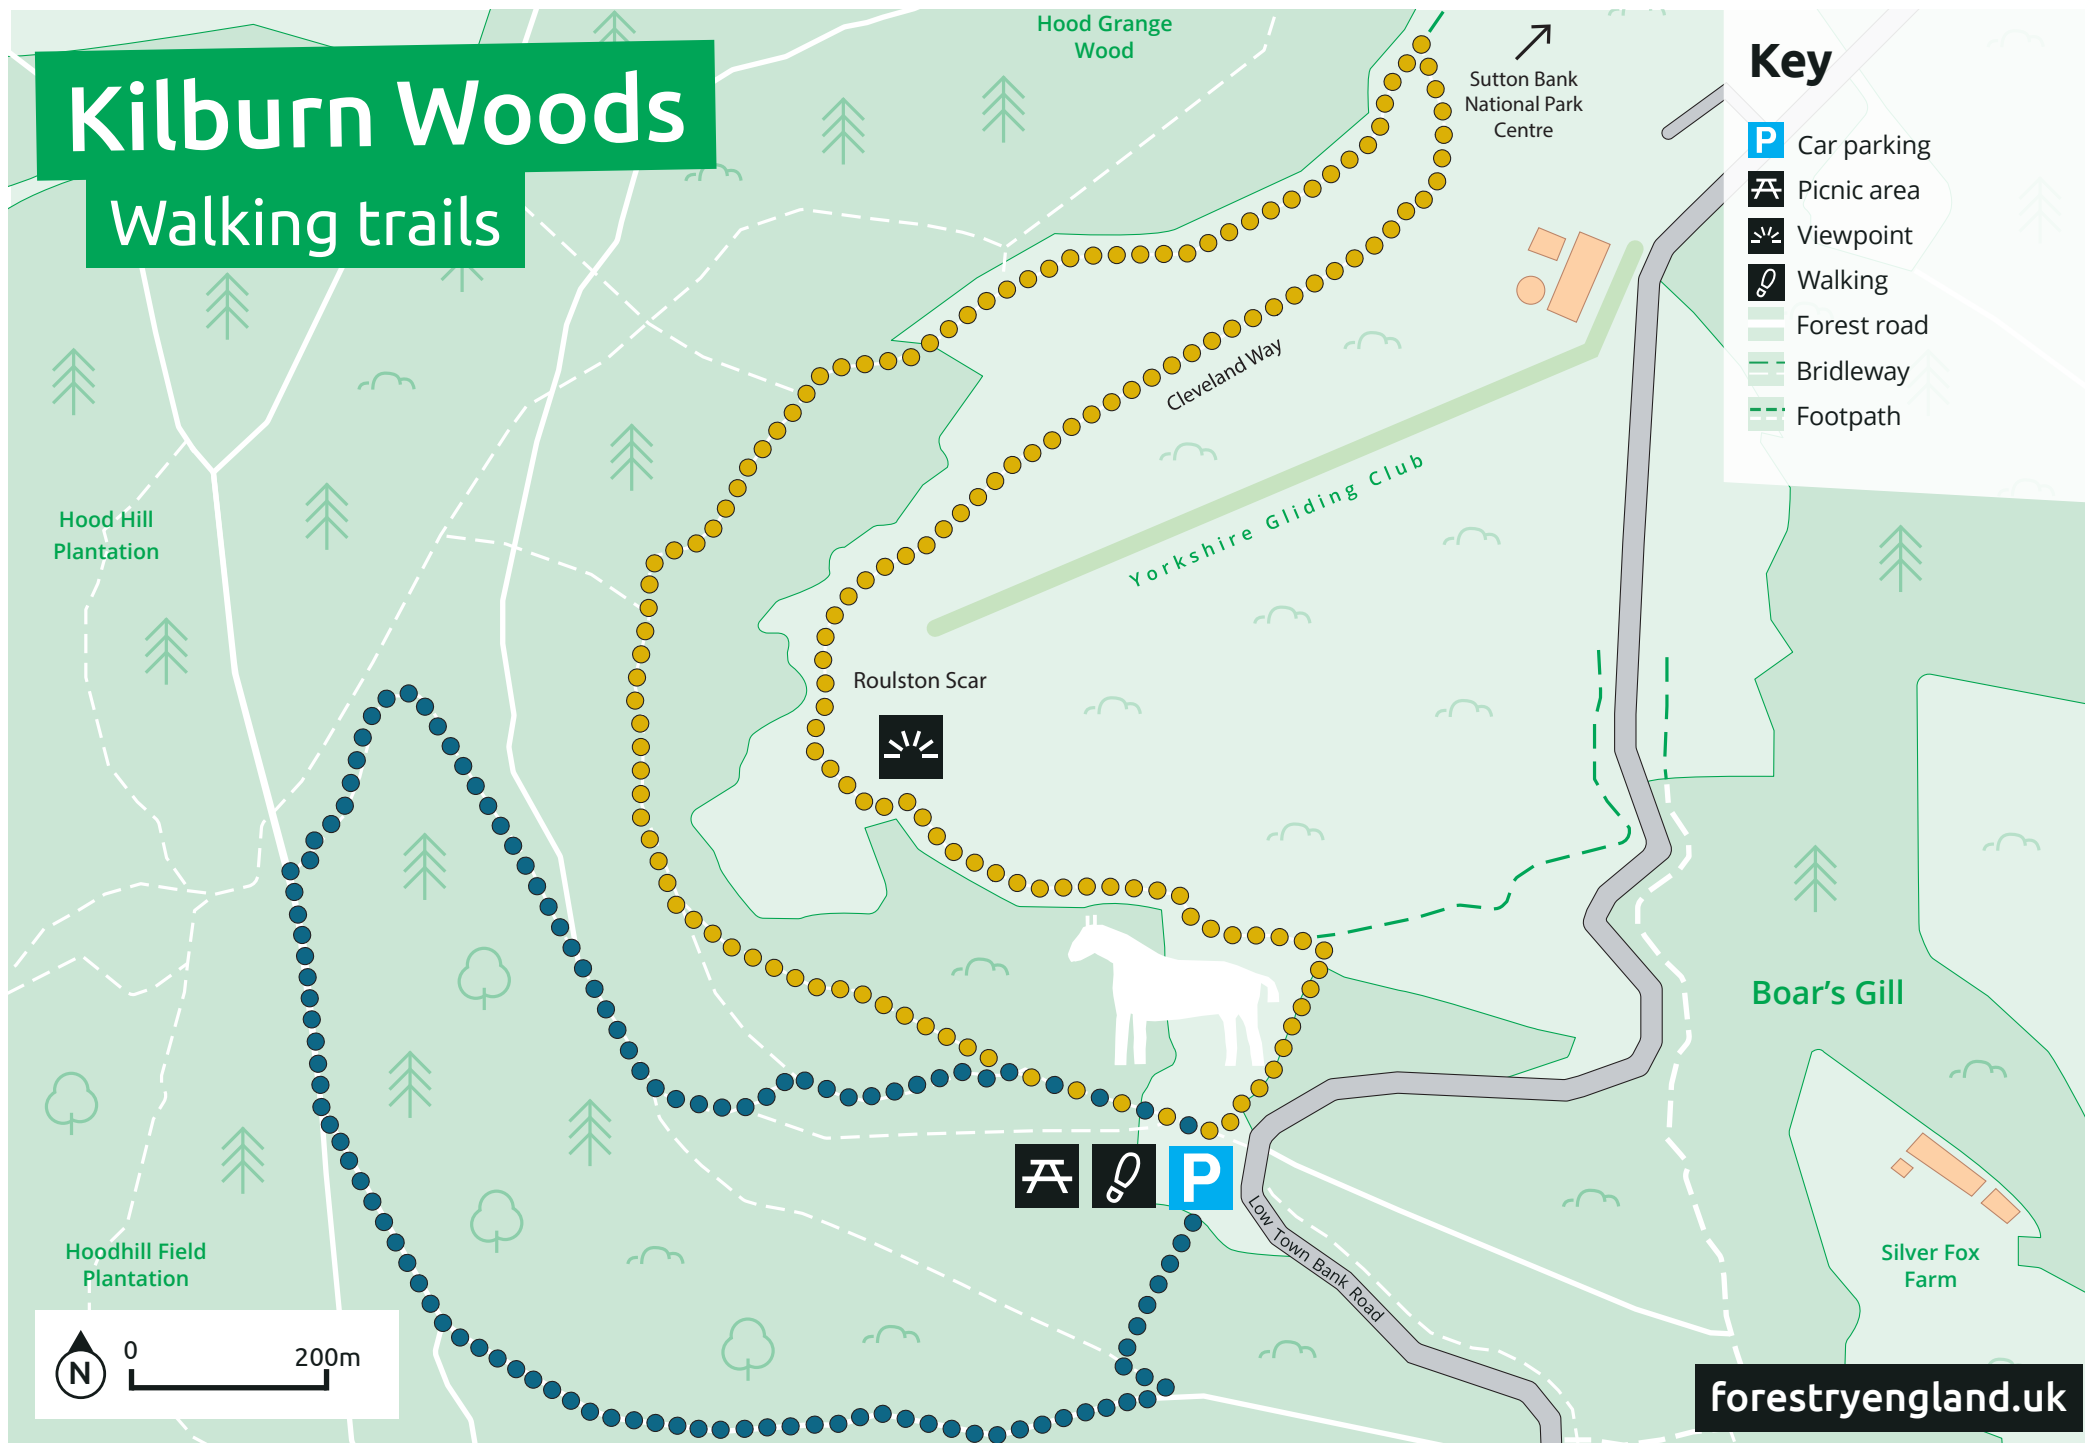 Kilburn Woods
Walking trails
Hood Grange
Wood
Sutton Bank
National Park
Centre
Key
P
Car parking
Picnic area
Viewpoint
Walking
Forest road
Bridleway
Footpath
Cleveland Way
Yorkshire Gliding Club
Hood Hill
Plantation
Roulston Scar
Boar's Gill
P
Low Town Bank Road
Silver Fox
Farm
Hoodhill Field
Plantation
N
0
200m
forestryengland.uk